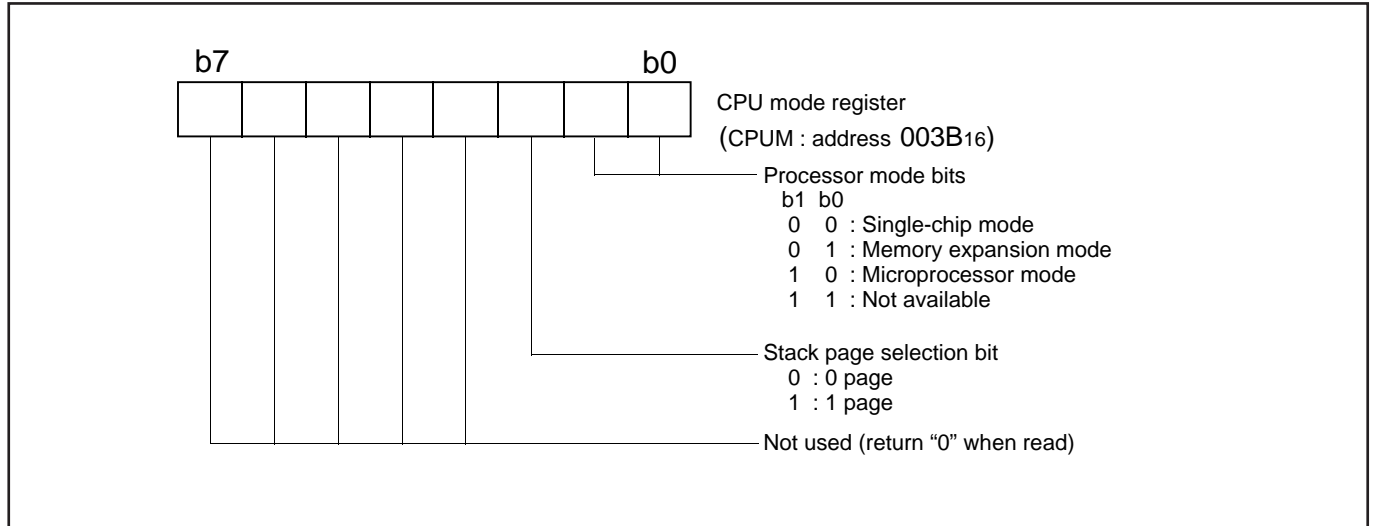 b7 b0
CPU mode register
(CPUM : address 003B16)
Processor mode bits
b1 b0
0 0 : Single-chip mode
0 1 : Memory expansion mode
1 0 : Microprocessor mode
1 1 : Not available
Stack page selection bit
0 : 0 page
1 : 1 page
Not used (return “0” when read)